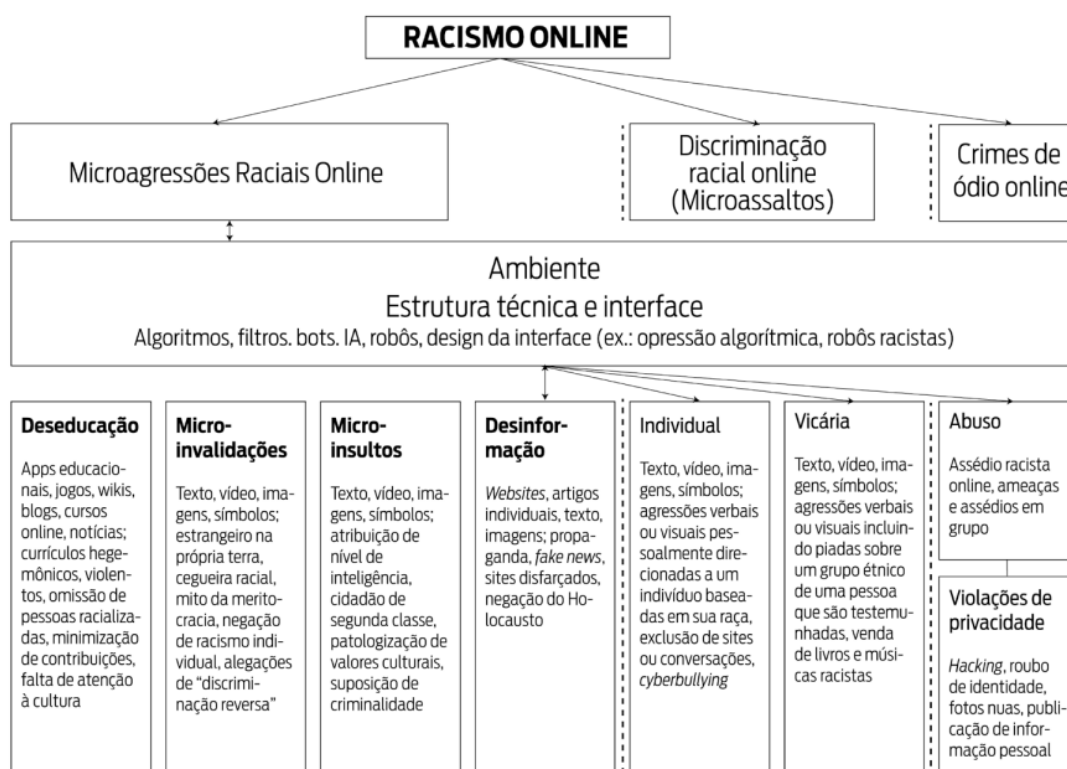 RACISMO ONLINE
Microagressões Raciais Online
Discriminação
racial online
(Microassaltos)
Crimes de
ódio online
Ambiente
Estrutura técnica e interface
Algoritmos, filtros. bots. IA, robôs, design da interface (ex.: opressão algorítmica, robôs racistas)
Deseducação
Apps educacio-
nais, jogos, wikis,
blogs, cursos
online, notícias;
currículos hege-
mônicos, violen-
tos, omissão de
pessoas racializa-
das, minimização
de contribuições,
falta de atenção
à cultura
Micro-
invalidações
Texto, vídeo, ima-
gens, símbolos;
estrangeiro na
própria terra,
cegueira racial,
mito da merito-
cracia, negação
de racismo indi-
vidual, alegações
de “discrimi-
nação reversa”
Micro-
insultos
Texto, vídeo, ima-
gens, símbolos;
atribuição de
nível de
inteligência,
cidadão de
segunda classe,
patologização de
valores culturais,
suposição de
criminalidade
Desinfor-
mação
Websites, artigos
individuais, texto,
imagens; propa-
ganda, fake news,
sites disfarçados,
negação do Ho-
locausto
Individual
Texto, vídeo, ima-
gens, símbolos;
agressões verbais
ou visuais pes-
soalmente dire-
cionadas a um
indivíduo basea-
das em sua raça,
exclusão de sites
ou conversações,
cyberbullying
Vicária
Texto, vídeo, ima-
gens, símbolos;
agressões verbais
ou visuais incluin-
do piadas sobre
um grupo étnico
de uma pessoa
que são testemu-
nhadas, venda
de livros e músi-
cas racistas
Abuso
Assédio racista
online, ameaças
e assédios em
grupo
Violações de
privacidade
Hacking, roubo
de identidade,
fotos nuas, publi-
cação de infor-
mação pessoal